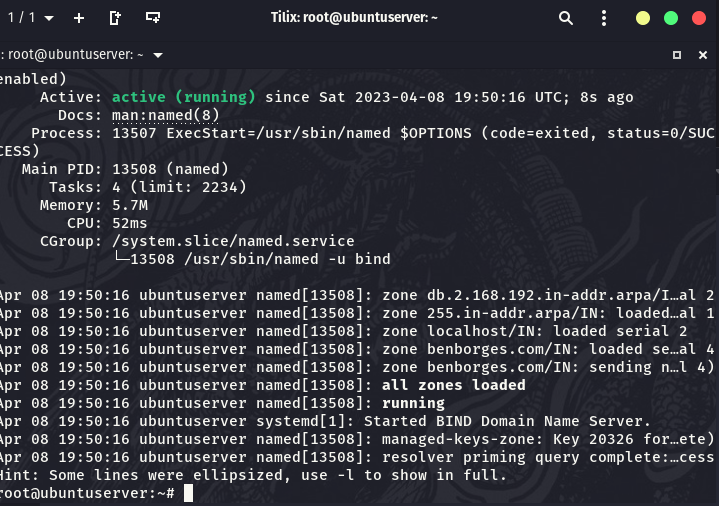 1 / 1
Tilix: root@ubuntuserver: ~
: root@ubuntuserver: ~
enabled)
Active: active (running) since Sat 2023-04-08 19:50:16 UTC; 8s ago
Docs: man:named(8)
Process: 13507 ExecStart=/usr/sbin/named $OPTIONS (code=exited, status=0/SUC
CESS)
Main PID: 13508 (named)
Tasks: 4 (limit: 2234)
Memory: 5.7M
CPU: 52ms
CGroup: /system.slice/named.service
└─13508 /usr/sbin/named -u bind
Apr 08 19:50:16 ubuntuserver named[13508]: zone db.2.168.192.in-addr.arpa/I…al 2
Apr 08 19:50:16 ubuntuserver named[13508]: zone 255.in-addr.arpa/IN: loaded…al 1
Apr 08 19:50:16 ubuntuserver named[13508]: zone localhost/IN: loaded serial 2
Apr 08 19:50:16 ubuntuserver named[13508]: zone benborges.com/IN: loaded se…al 4
Apr 08 19:50:16 ubuntuserver named[13508]: zone benborges.com/IN: sending n…l 4)
Apr 08 19:50:16 ubuntuserver named[13508]: all zones loaded
Apr 08 19:50:16 ubuntuserver named[13508]: running
Apr 08 19:50:16 ubuntuserver systemd[1]: Started BIND Domain Name Server.
Apr 08 19:50:16 ubuntuserver named[13508]: managed-keys-zone: Key 20326 for…ete)
Apr 08 19:50:16 ubuntuserver named[13508]: resolver priming query complete:…cess
Hint: Some lines were ellipsized, use -l to show in full.
root@ubuntuserver:~#